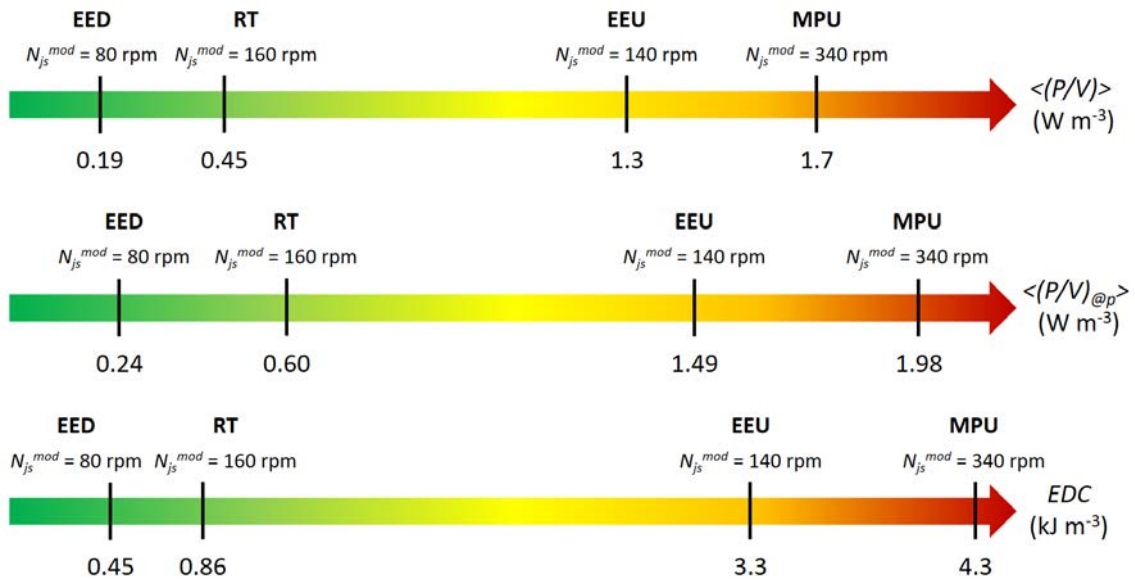 EED RT EEU MPU
N_js^mod = 80 rpm N_js^mod = 160 rpm N_js^mod = 140 rpm N_js^mod = 340 rpm
<(P/V)>
(W m⁻³)
0.19 0.45 1.3 1.7
EED RT EEU MPU
N_js^mod = 80 rpm N_js^mod = 160 rpm N_js^mod = 140 rpm N_js^mod = 340 rpm
<(P/V)@p>
(W m⁻³)
0.24 0.60 1.49 1.98
EED RT EEU MPU
N_js^mod = 80 rpm N_js^mod = 160 rpm N_js^mod = 140 rpm N_js^mod = 340 rpm
EDC
(kJ m⁻³)
0.45 0.86 3.3 4.3